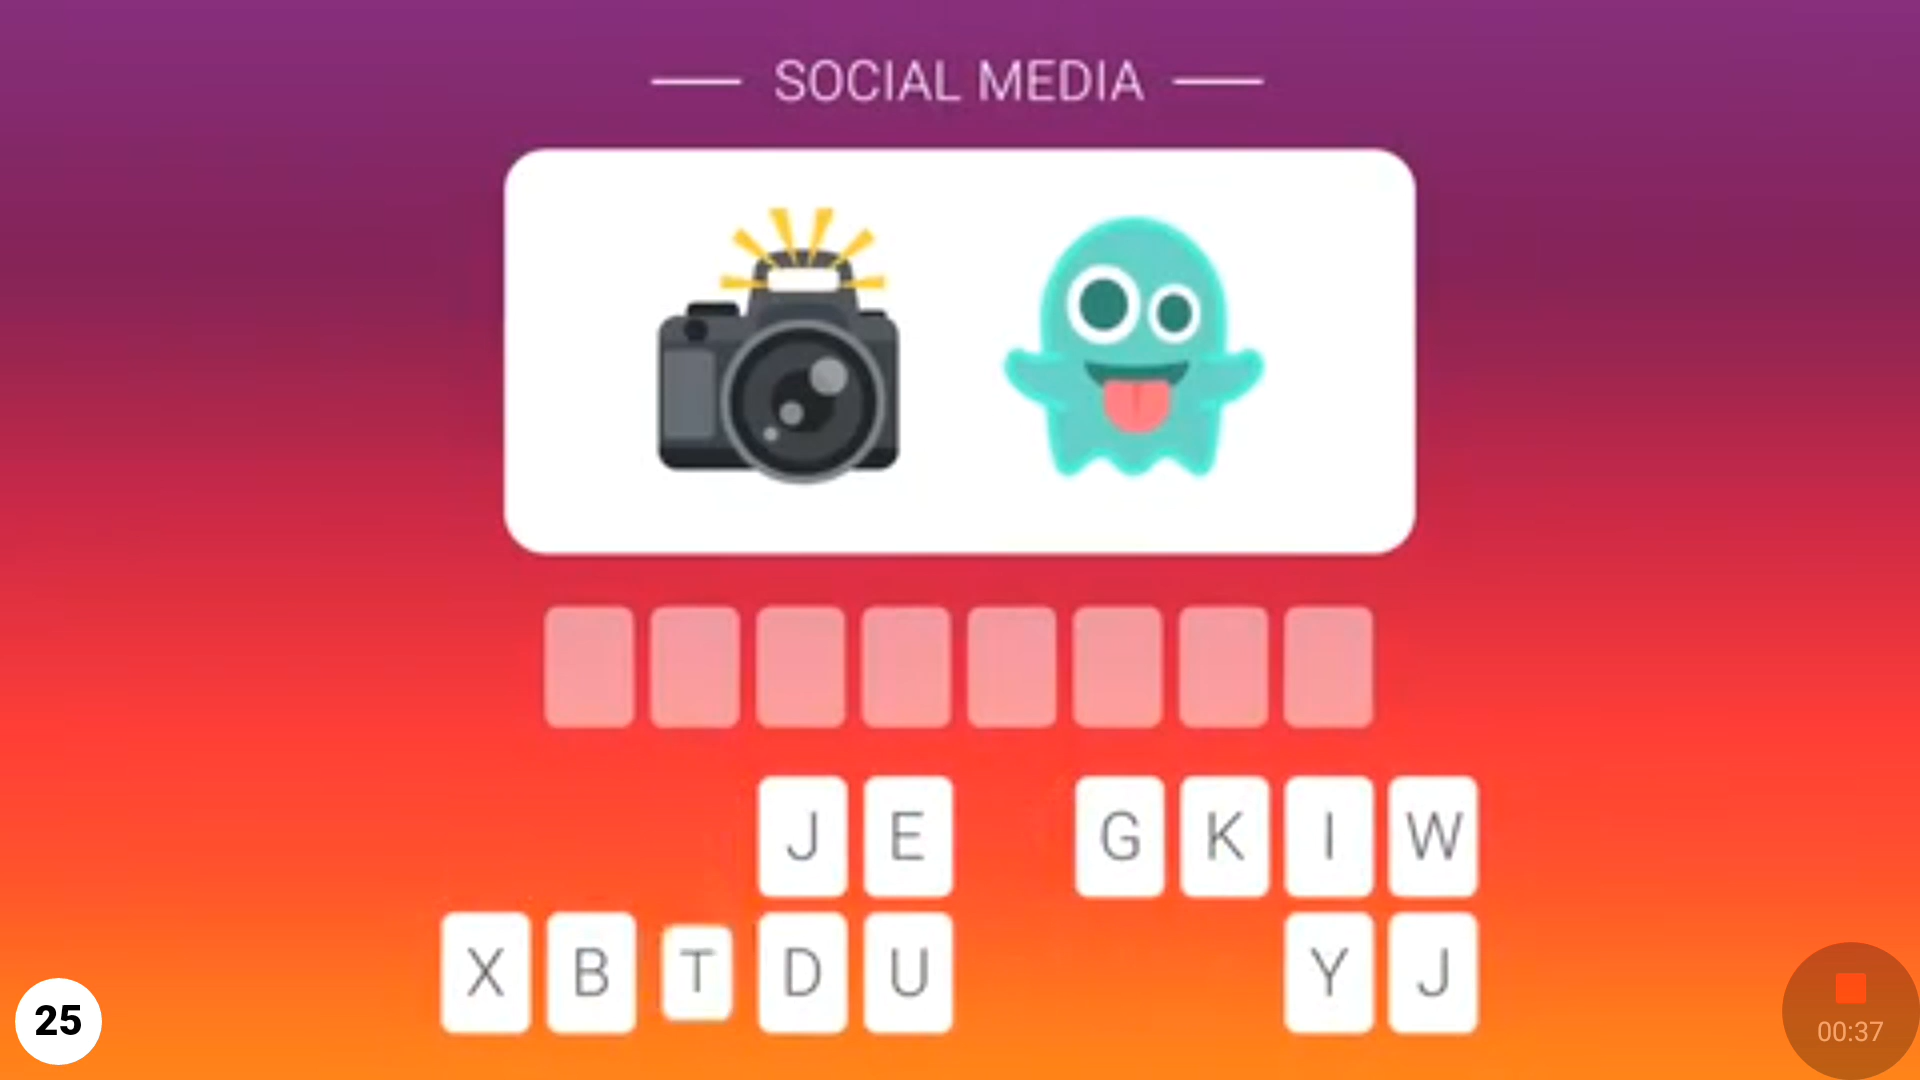 SOCIAL MEDIA
J E G K I W
X B T D U Y J
25
00:37